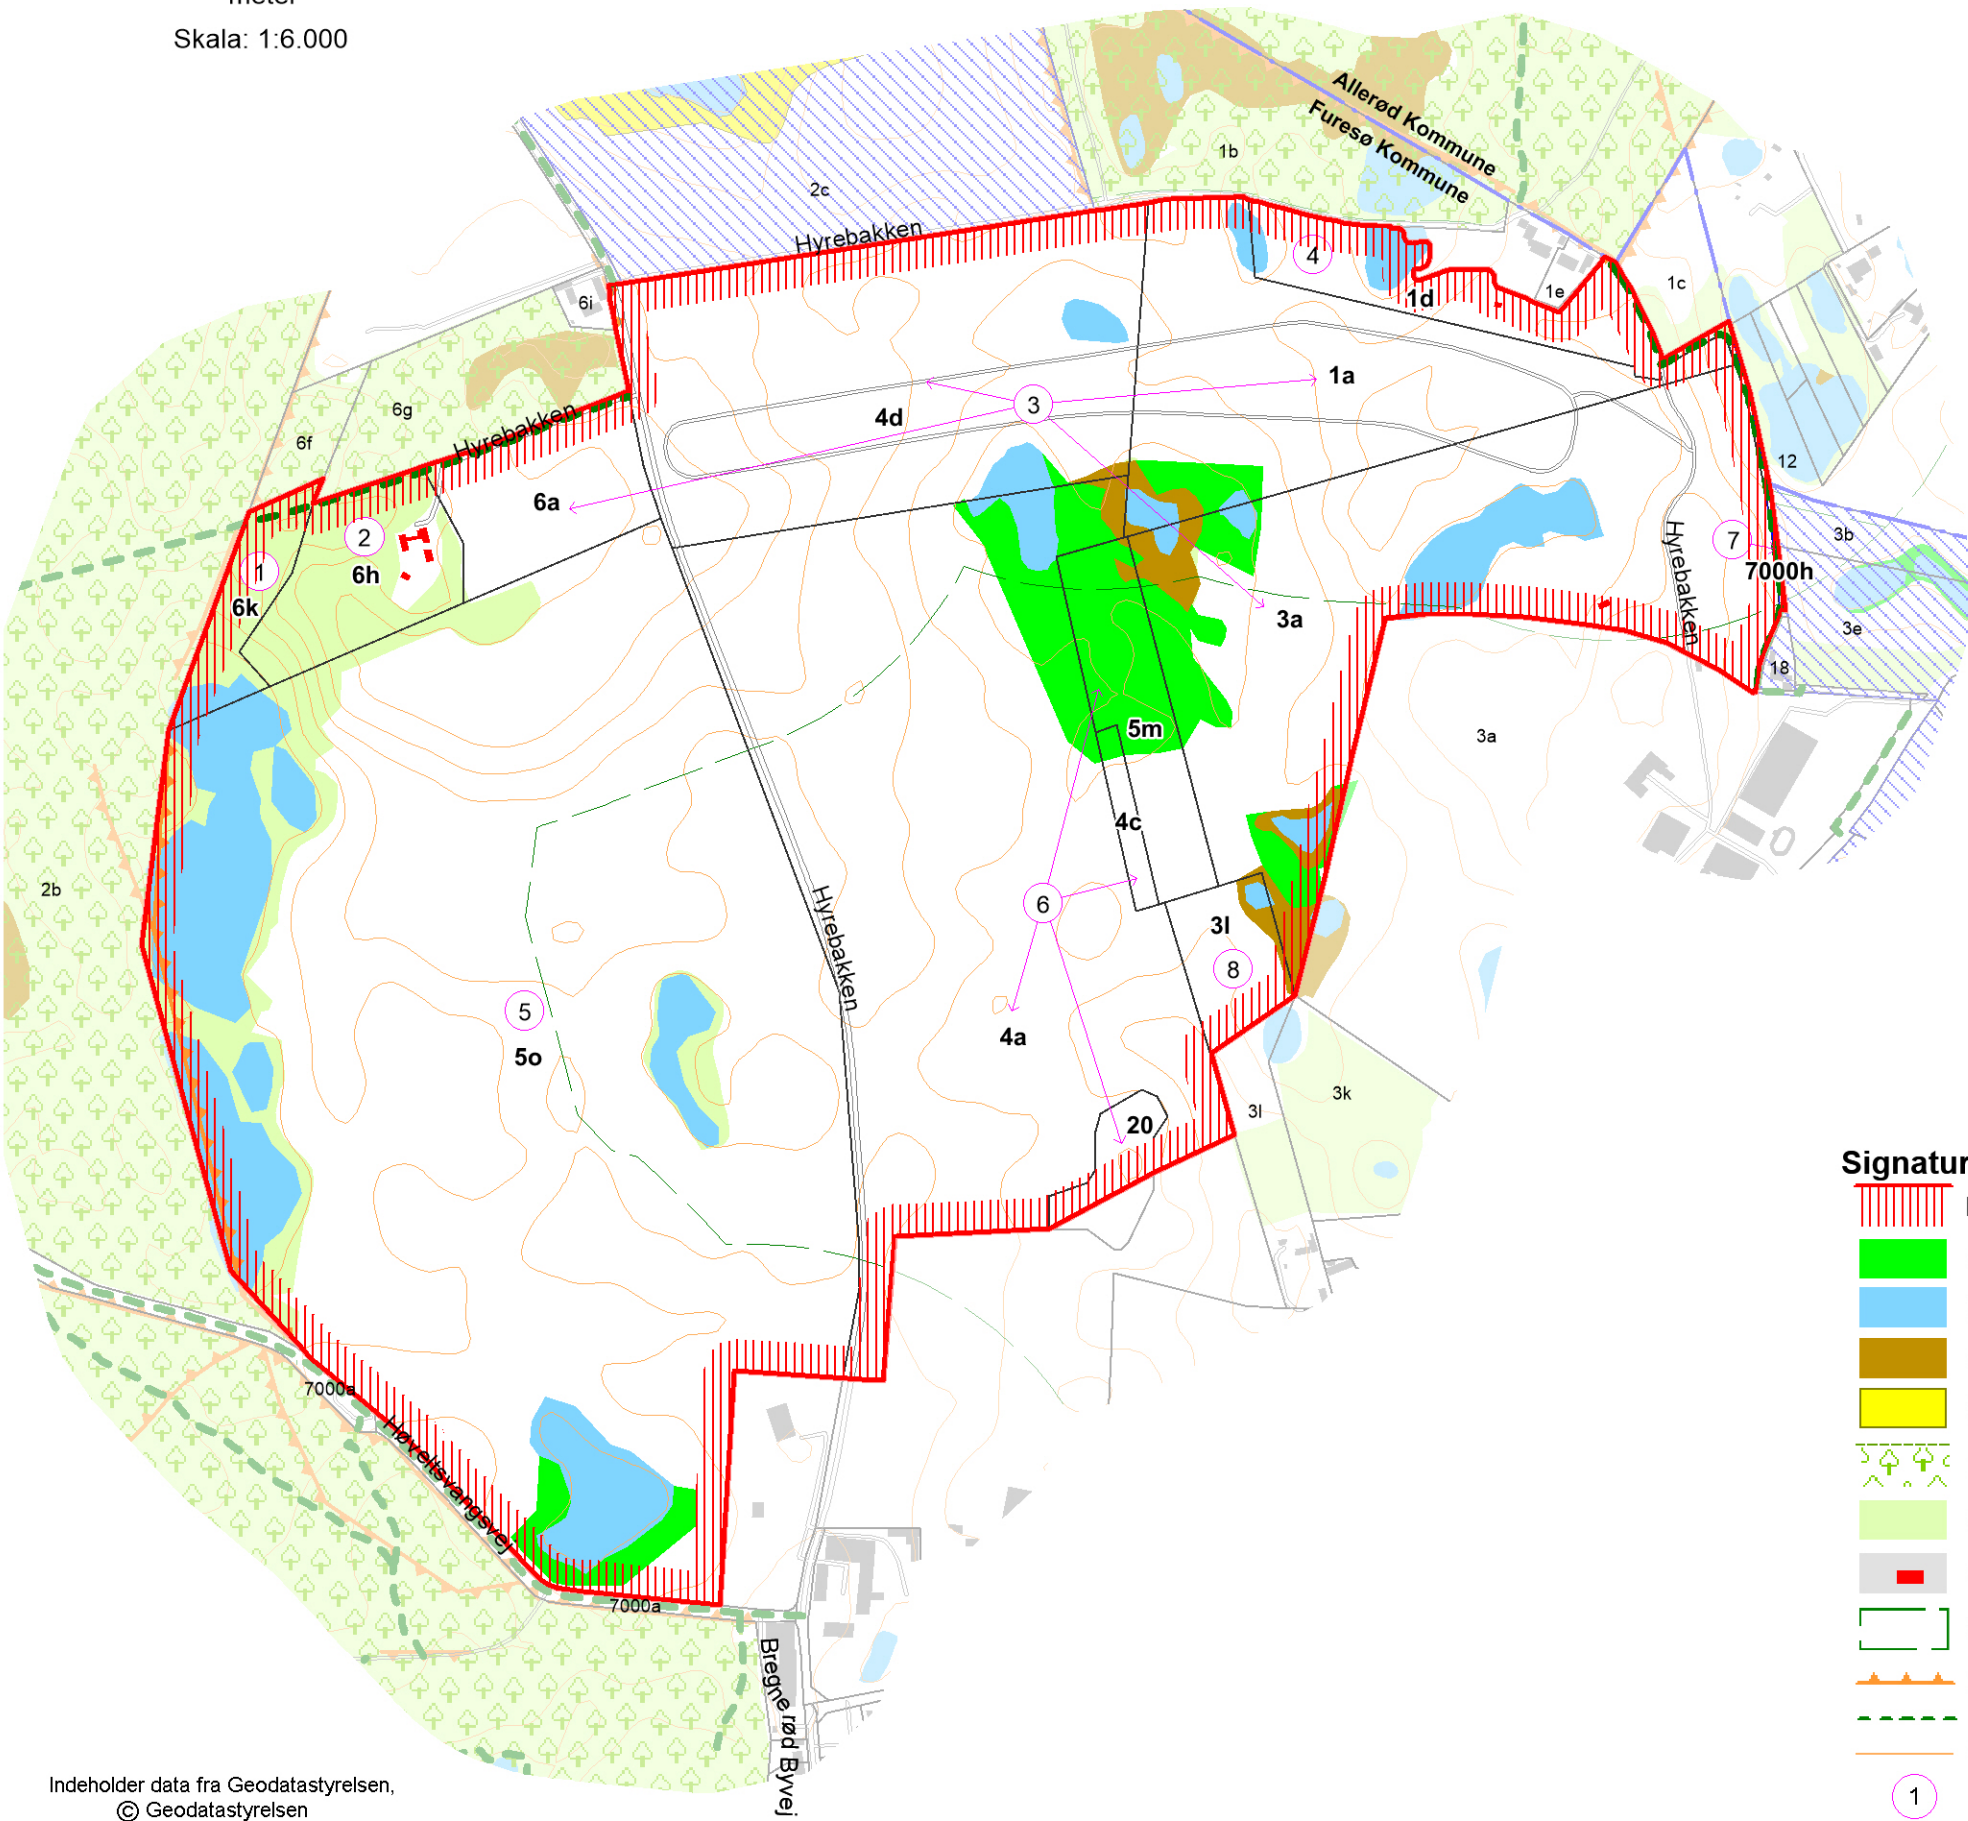 Skala: 1:6.000
Allerød Kommune
Furesø Kommune
1b
2c
Hyrebakken
4
1d
1e
1c
6i
1a
3
4d
6g
Hyrebakken
6f
12
6a
2
1
6h
6k
Hyrebakken
7
7000h
3b
3e
18
3a
3a
5m
4c
2b
Hyrebakken
6
3l
8
5
5o
4a
3k
3l
20
Signatur
7000a
Høveltsvangsvej
7000a
Bregnerød Byvej
1
Indeholder data fra Geodatastyrelsen,
© Geodatastyrelsen